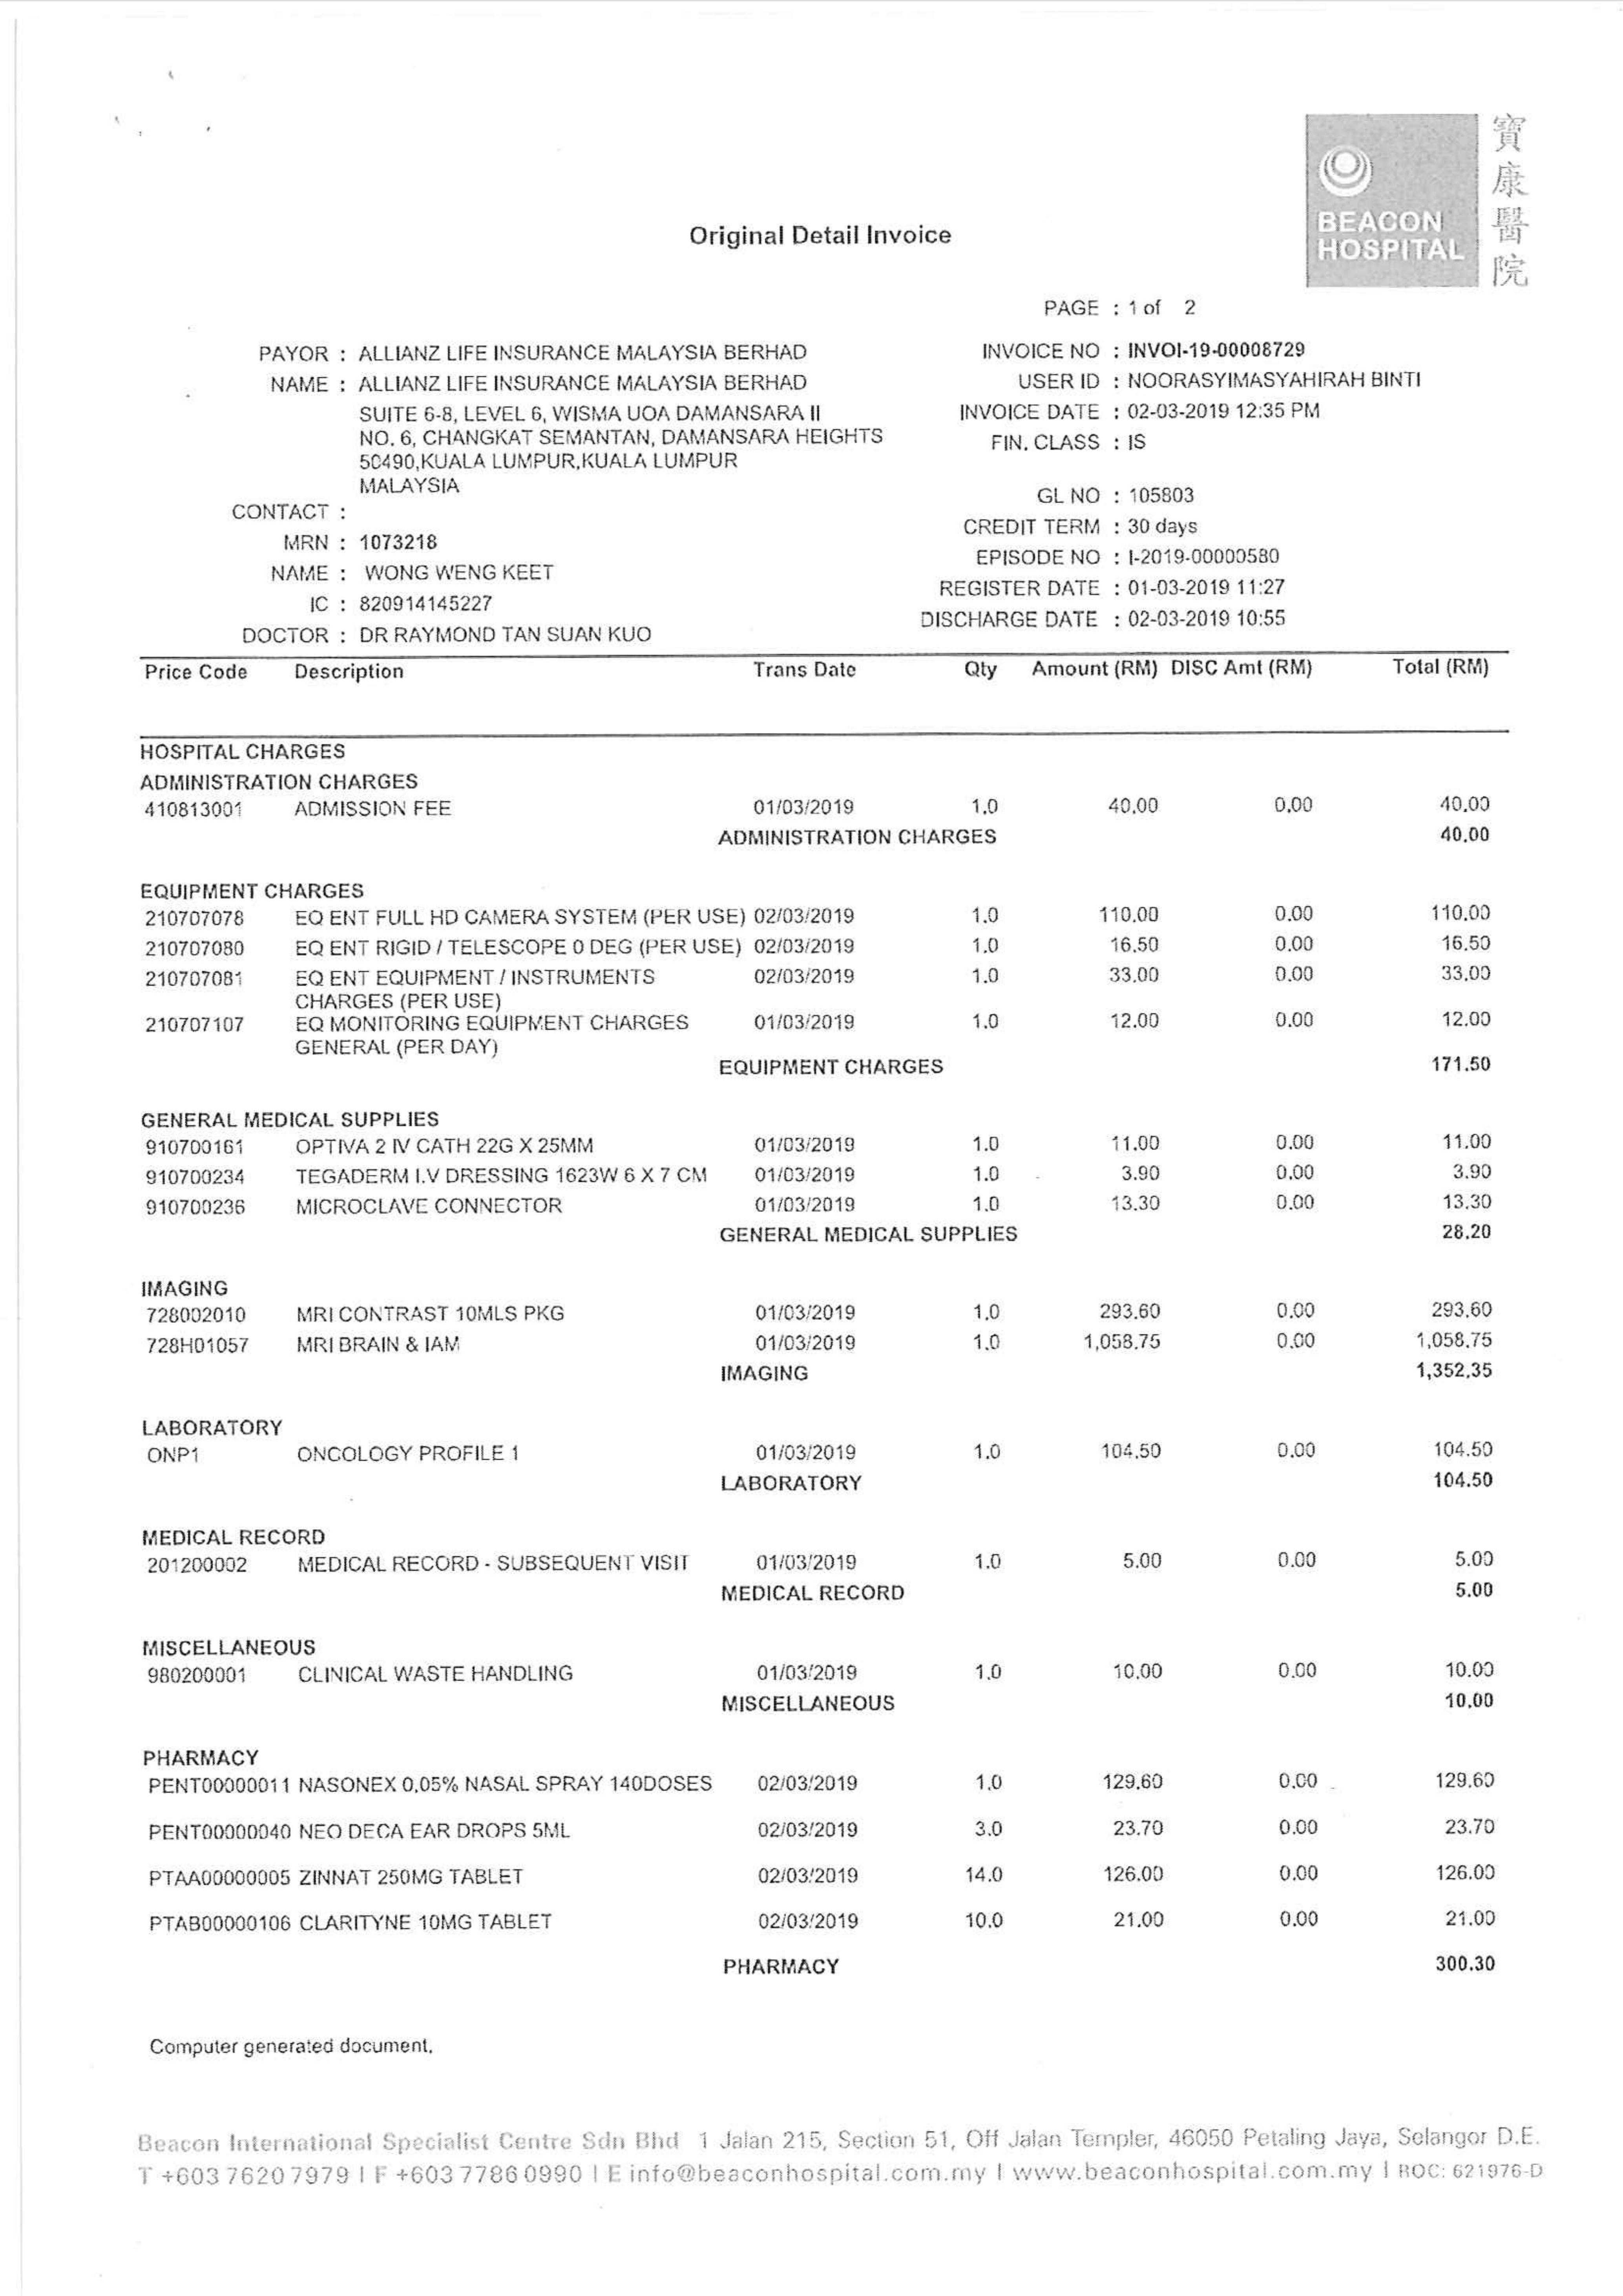 寶康醫院
BEACON
HOSPITAL
Original Detail Invoice
PAGE : 1 of 2
PAYOR : ALLIANZ LIFE INSURANCE MALAYSIA BERHAD
NAME : ALLIANZ LIFE INSURANCE MALAYSIA BERHAD
SUITE 6-8, LEVEL 6, WISMA UOA DAMANSARA II
NO. 6, CHANGKAT SEMANTAN, DAMANSARA HEIGHTS
50490,KUALA LUMPUR,KUALA LUMPUR
MALAYSIA
CONTACT :
MRN : 1073218
NAME : WONG WENG KEET
IC : 820914145227
DOCTOR : DR RAYMOND TAN SUAN KUO
INVOICE NO : INVOI-19-00008729
USER ID : NOORASYIMASYAHIRAH BINTI
INVOICE DATE : 02-03-2019 12:35 PM
FIN. CLASS : IS
GL NO : 105803
CREDIT TERM : 30 days
EPISODE NO : I-2019-00000580
REGISTER DATE : 01-03-2019 11:27
DISCHARGE DATE : 02-03-2019 10:55
Price Code Description Trans Date Qty Amount (RM) DISC Amt (RM) Total (RM)
HOSPITAL CHARGES
ADMINISTRATION CHARGES
410813001 ADMISSION FEE 01/03/2019 1.0 40.00 0.00 40.00
ADMINISTRATION CHARGES 40.00
EQUIPMENT CHARGES
210707078 EQ ENT FULL HD CAMERA SYSTEM (PER USE) 02/03/2019 1.0 110.00 0.00 110.00
210707080 EQ ENT RIGID / TELESCOPE 0 DEG (PER USE) 02/03/2019 1.0 16.50 0.00 16.50
210707081 EQ ENT EQUIPMENT / INSTRUMENTS 02/03/2019 1.0 33.00 0.00 33.00
CHARGES (PER USE)
210707107 EQ MONITORING EQUIPMENT CHARGES 01/03/2019 1.0 12.00 0.00 12.00
GENERAL (PER DAY)
EQUIPMENT CHARGES 171.50
GENERAL MEDICAL SUPPLIES
910700161 OPTIVA 2 IV CATH 22G X 25MM 01/03/2019 1.0 11.00 0.00 11.00
910700234 TEGADERM I.V DRESSING 1623W 6 X 7 CM 01/03/2019 1.0 3.90 0.00 3.90
910700236 MICROCLAVE CONNECTOR 01/03/2019 1.0 13.30 0.00 13.30
GENERAL MEDICAL SUPPLIES 28.20
IMAGING
728002010 MRI CONTRAST 10MLS PKG 01/03/2019 1.0 293.60 0.00 293.60
728H01057 MRI BRAIN & IAM 01/03/2019 1.0 1,058.75 0.00 1,058.75
IMAGING 1,352.35
LABORATORY
ONP1 ONCOLOGY PROFILE 1 01/03/2019 1.0 104.50 0.00 104.50
LABORATORY 104.50
MEDICAL RECORD
201200002 MEDICAL RECORD - SUBSEQUENT VISIT 01/03/2019 1.0 5.00 0.00 5.00
MEDICAL RECORD 5.00
MISCELLANEOUS
980200001 CLINICAL WASTE HANDLING 01/03/2019 1.0 10.00 0.00 10.00
MISCELLANEOUS 10.00
PHARMACY
PENT00000011 NASONEX 0.05% NASAL SPRAY 140DOSES 02/03/2019 1.0 129.60 0.00 129.60
PENT00000040 NEO DECA EAR DROPS 5ML 02/03/2019 3.0 23.70 0.00 23.70
PTAA00000005 ZINNAT 250MG TABLET 02/03/2019 14.0 126.00 0.00 126.00
PTAB00000106 CLARITYNE 10MG TABLET 02/03/2019 10.0 21.00 0.00 21.00
PHARMACY 300.30
Computer generated document.
Beacon International Specialist Centre Sdn Bhd 1 Jalan 215, Section 51, Off Jalan Templer, 46050 Petaling Jaya, Selangor D.E.
T +603 7620 7979 | F +603 7786 0990 | E info@beaconhospital.com.my | www.beaconhospital.com.my | ROC: 621976-D